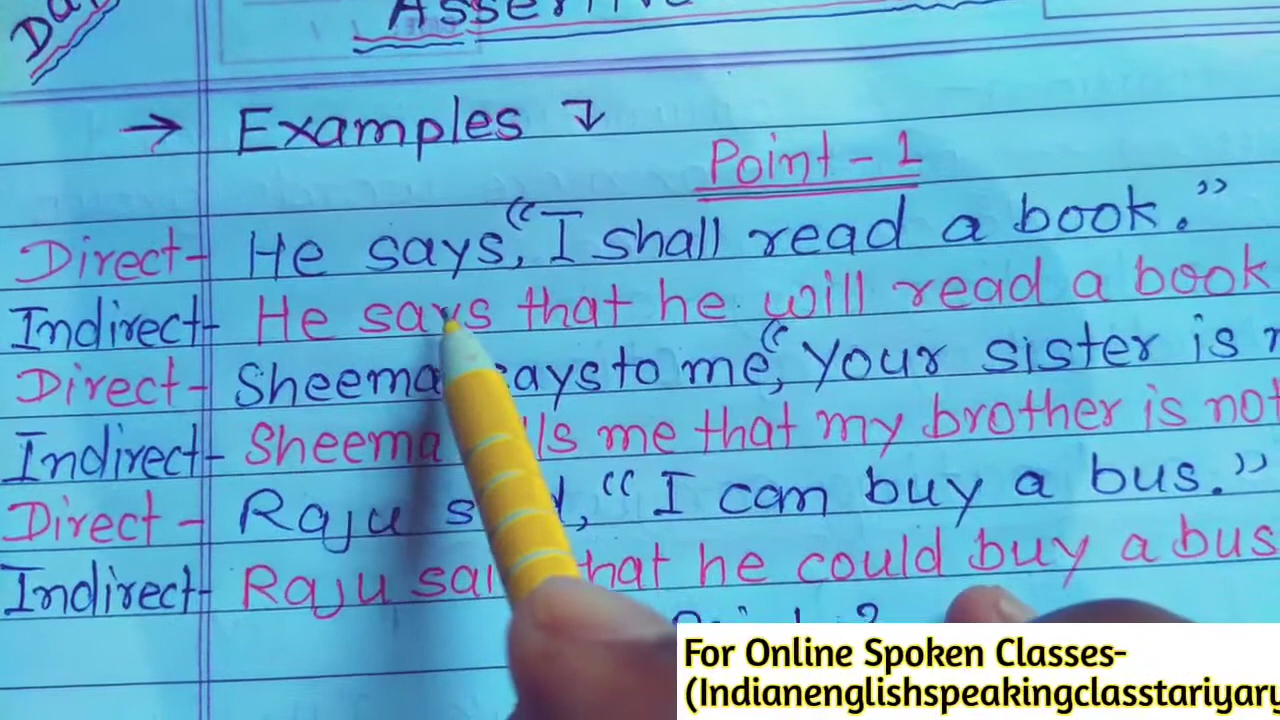 Day
Assertive
→ Examples ↴
Point - 1
Direct- He says, "I shall read a book."
Indirect- He says that he will read a book
Direct- Sheema says to me, "Your sister is
Indirect- Sheema tells me that my brother is not
Direct - Raju said, "I can buy a bus."
Indirect- Raju said that he could buy a bus
For Online Spoken Classes-
(Indianenglishspeakingclasstariyary